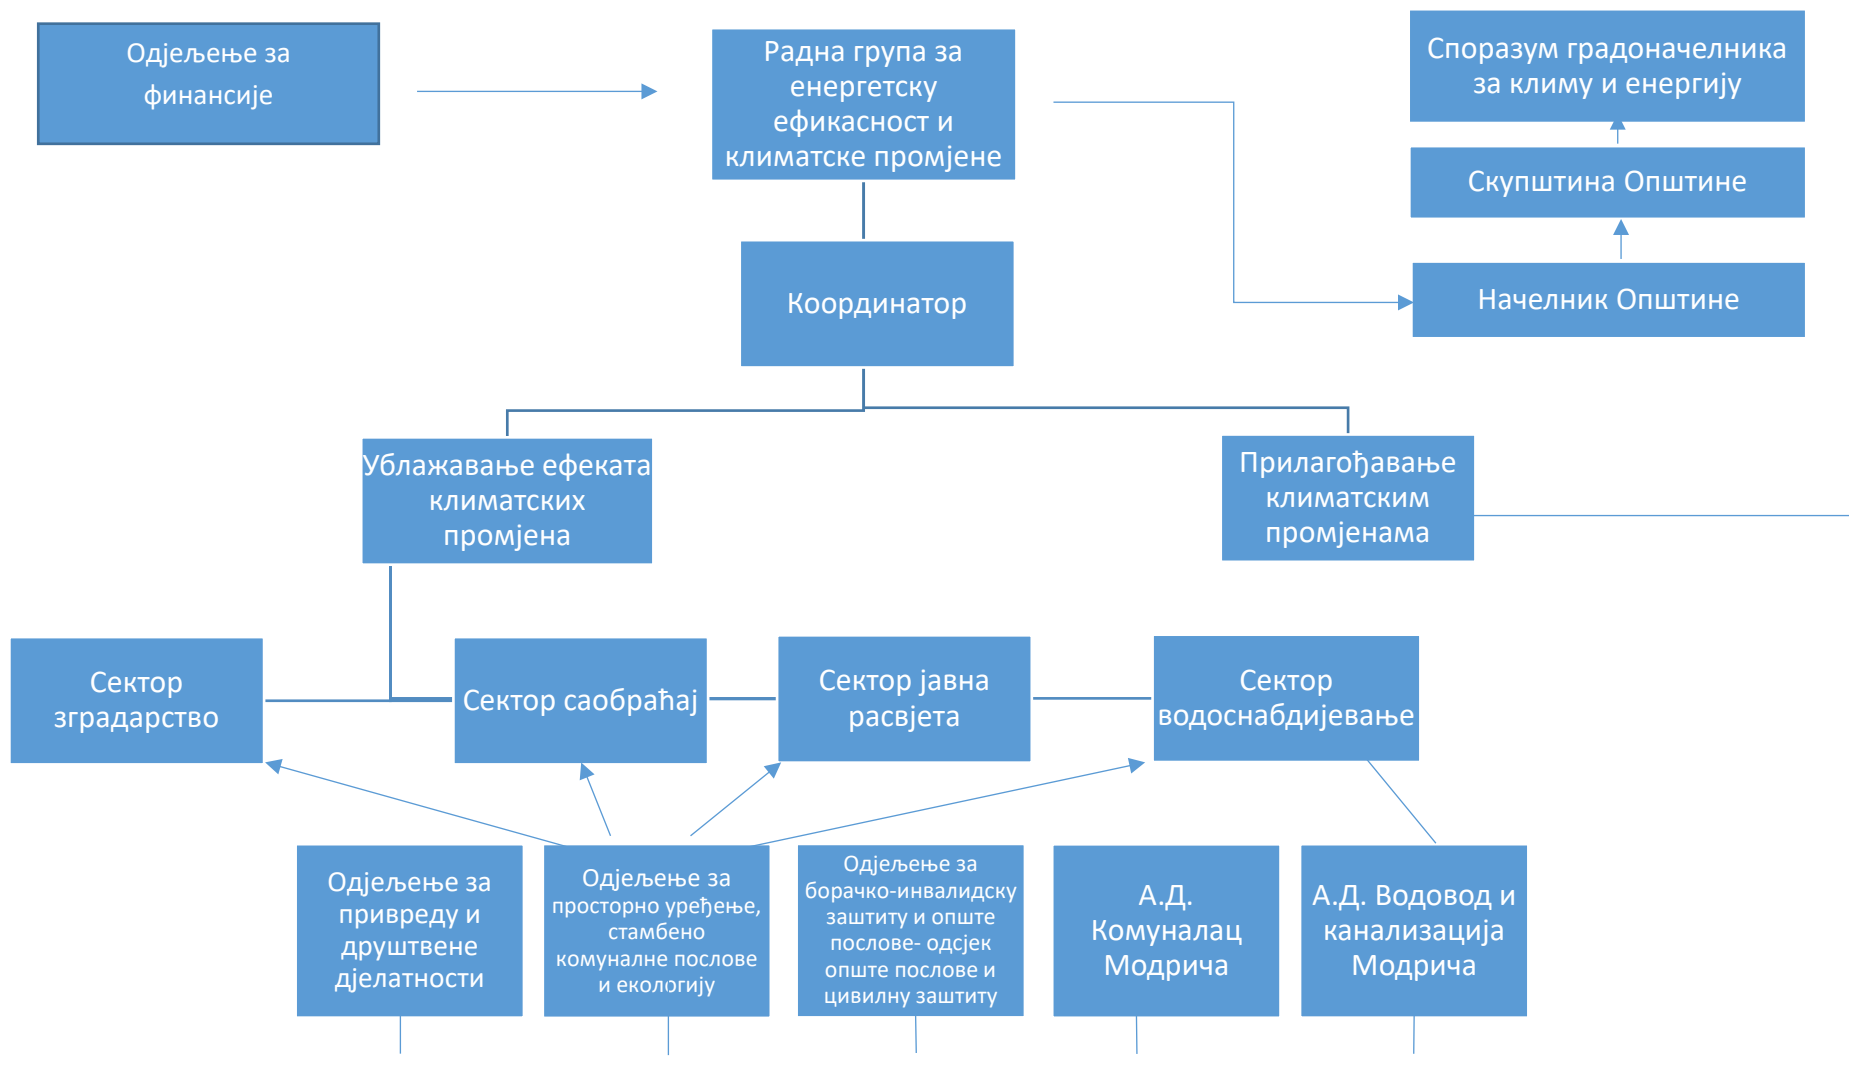 Одјељење за
финансије
Радна група за
енергетску
ефикасност и
климатске промјене
Споразум градоначелника
за климу и енергију
Скупштина Општине
Начелник Општине
Координатор
Ублажавање ефеката
климатских
промјена
Прилагођавање
климатским
промјенама
Сектор
зградарство
Сектор саобраћај
Сектор јавна
расвјета
Сектор
водоснабдијевање
Одјељење за
привреду и
друштвене
дјелатности
Одјељење за
просторно уређење,
стамбено
комуналне послове
и екологију
Одјељење за
борачко-инвалидску
заштиту и опште
послове- одсјек
опште послове и
цивилну заштиту
А.Д.
Комуналац
Модрича
А.Д. Водовод и
канализација
Модрича